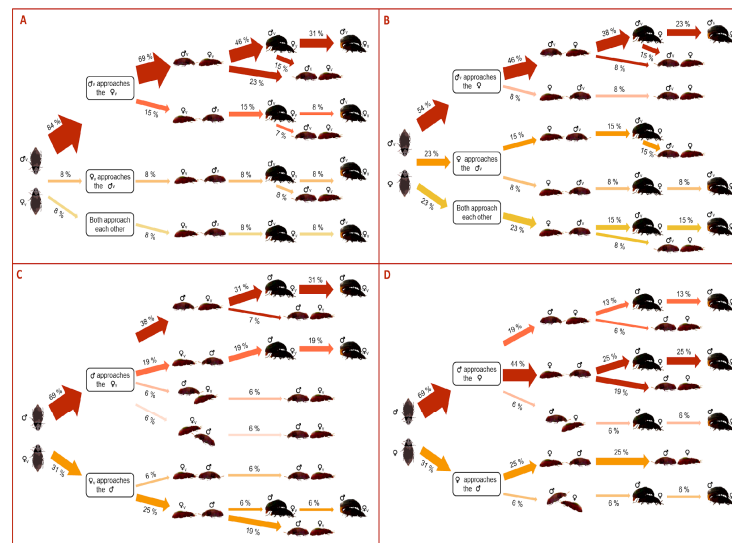 A
69 %
♂v ♀v
46 %
♂v ♀v
31 %
♂v ♀v
15 %
23 %
♂v ♀v
♂v approaches
the ♀v
84 %
15 %
♀v ♂v
15 %
♂v ♀v
8 %
♂v ♀v
7 %
♂v ♀v
♂v
♀v
8 %
♀v approaches
the ♂v
8 %
♀v ♂v
8 %
♂v ♀v
8 %
♂v ♀v
8 %
♂v ♀v
8 %
Both approach
each other
8 %
♀v ♂v
8 %
♂v ♀v
8 %
♂v ♀v
B
46 %
♂v ♀
38 %
♂v ♀
23 %
♂v ♀
15 %
8 %
♂v ♀
♂v approaches
the ♀
54 %
8 %
♀ ♂v
8 %
♂v ♀
♂v
♀
23 %
♀ approaches
the ♂v
15 %
♀ ♂v
15 %
♂v ♀
15 %
♂v ♀
8 %
♀ ♂v
8 %
♂v ♀
8 %
♂v ♀
23 %
Both approach
each other
23 %
♀ ♂v
15 %
♂v ♀
15 %
♂v ♀
8 %
♂v ♀
C
38 %
♂ ♀v
31 %
♂ ♀v
31 %
♂ ♀v
7 %
♂ ♀v
♂ approaches
the
69 %
19 %
♀v ♂
19 %
♂ ♀v
19 %
♂ ♀v
6 %
♂ ♀v
6 %
♂ ♀v
6 %
♀v ♂
6 %
♂ ♀v
♂
♀v
31 %
approaches
the ♂
6 %
♀v ♂
6 %
♂ ♀v
25 %
♀v ♂
6 %
♂ ♀v
6 %
♂ ♀v
19 %
♂ ♀v
D
19 %
♂ ♀
13 %
♂ ♀
13 %
♂ ♀
6 %
♂ ♀
♂ approaches
the ♀
69 %
44 %
♀ ♂
25 %
♂ ♀
25 %
♂ ♀
19 %
♂ ♀
6 %
♂ ♀
6 %
♂ ♀
6 %
♂ ♀
♂
♀
31 %
♀ approaches
the ♂
25 %
♀ ♂
25 %
♂ ♀
6 %
♂ ♀
6 %
♂ ♀
6 %
♂ ♀